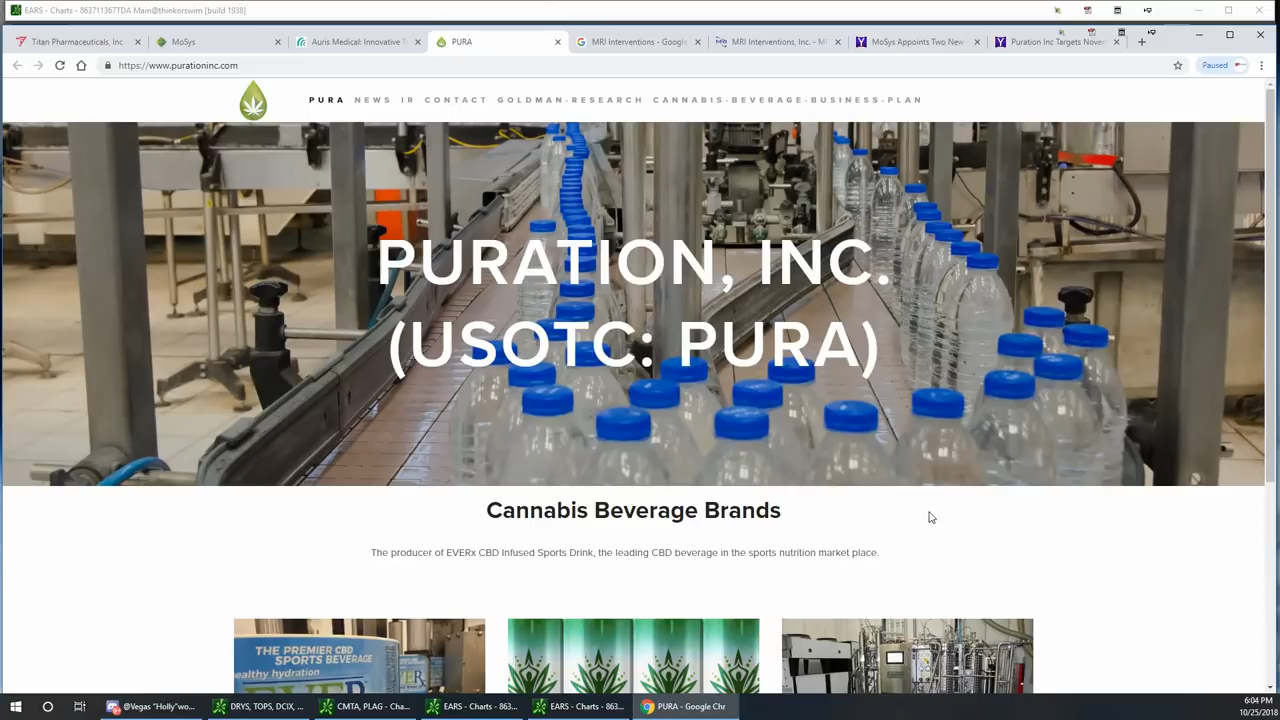 EARS - Charts - 863711367TDA Main@thinkorswim [build 1938]
Titan Pharmaceuticals, Inc.
MoSys
Auris Medical: Innovative T
PURA
MRI Interventions - Google
MRI Interventions, Inc. -
MoSys Appoints Two New
Puration Inc Targets Novem
https://www.purationinc.com
Paused
PURA NEWS IR CONTACT GOLDMAN-RESEARCH CANNABIS-BEVERAGE-BUSINESS-PLAN
PURATION, INC.
(USOTC: PURA)
Cannabis Beverage Brands
The producer of EVERx CBD Infused Sports Drink, the leading CBD beverage in the sports nutrition market place.
THE PREMIER CBD
SPORTS BEVERAGE
ealthy hydration
EVER
@Vegas "Holly"wo...
DRYS, TOPS, DCIX, ...
CMTA, PLAG - Cha...
EARS - Charts - 863...
EARS - Charts - 863...
PURA - Google Chr
6:04 PM
10/25/2018